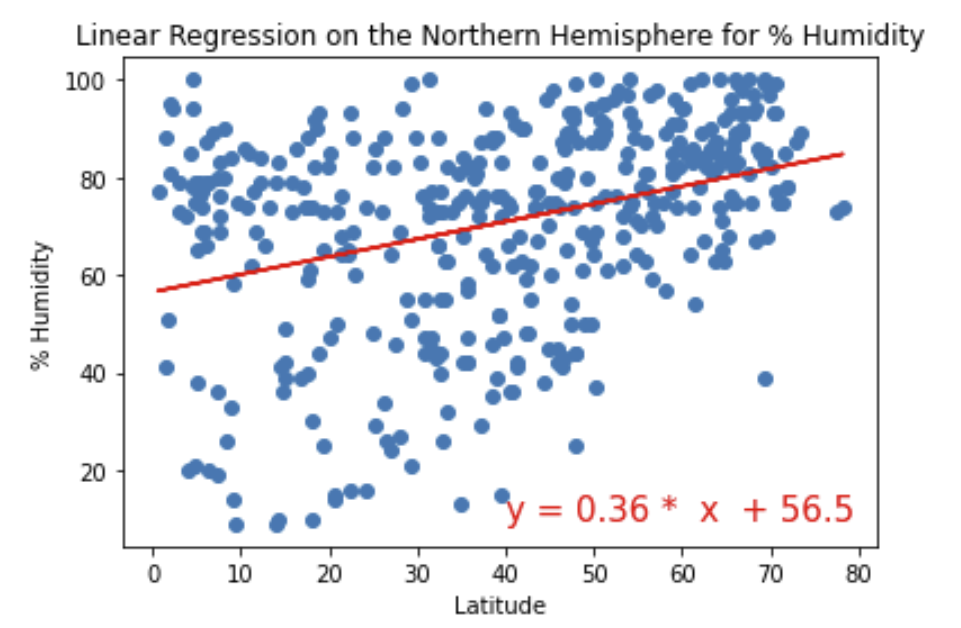 Linear Regression on the Northern Hemisphere for % Humidity
100
80
60
40
20
% Humidity
y = 0.36 * x + 56.5
0 10 20 30 40 50 60 70 80
Latitude